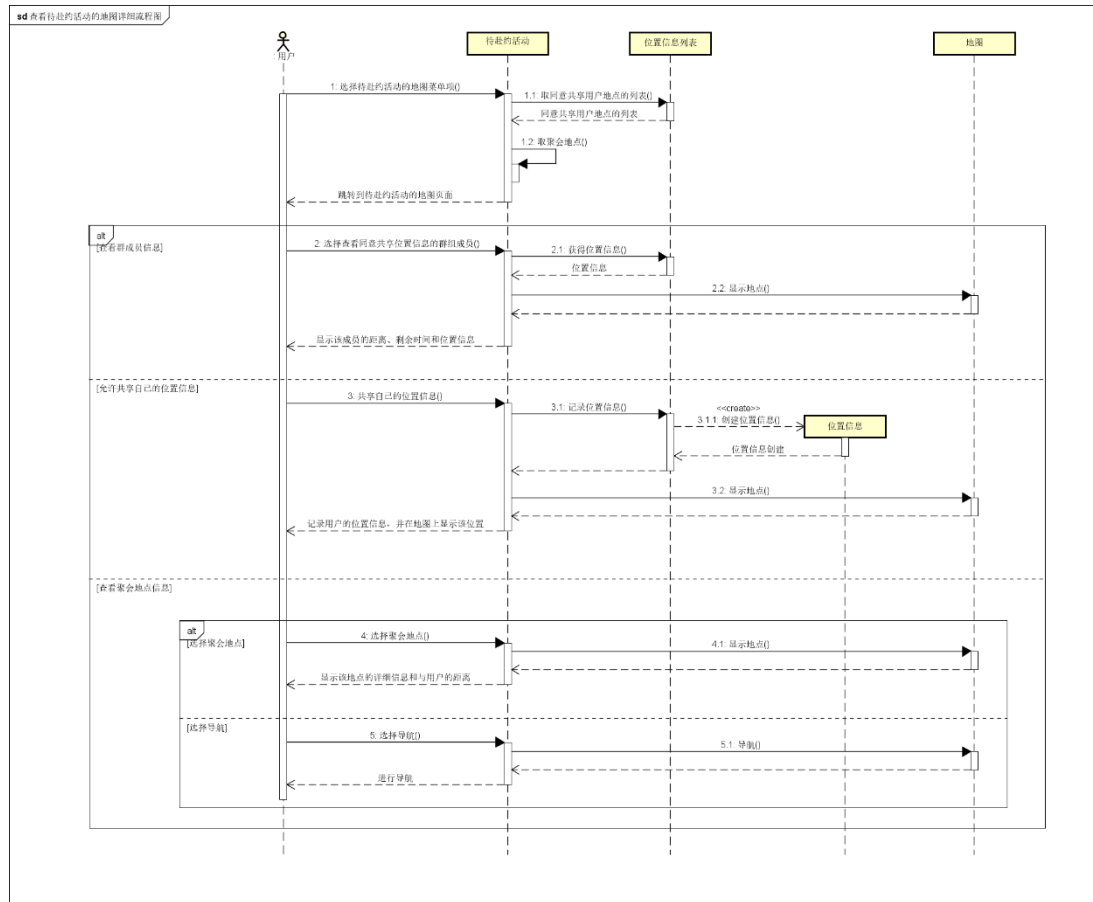 sd 查看待赴约活动的地图详细流程图
: 用户
待赴约活动
位置信息列表
地图
1: 选择待赴约活动的地图菜单项()
1.1: 取同意共享用户地点的列表()
同意共享用户地点的列表
1.2: 取聚会地点()
跳转到待赴约活动的地图页面
alt
[查看群成员信息]
2: 选择查看同意共享位置信息的群组成员()
2.1: 获得位置信息()
位置信息
2.2: 显示地点()
显示该成员的距离、剩余时间和位置信息
[允许共享自己的位置信息]
3: 共享自己的位置信息()
3.1: 记录位置信息()
<<create>>
3.1.1: 创建位置信息()
位置信息
位置信息创建
3.2: 显示地点()
记录用户的位置信息，并在地图上显示该位置
[查看聚会地点信息]
alt
[选择聚会地点]
4: 选择聚会地点()
4.1: 显示地点()
显示该地点的详细信息和与用户的距离
[选择导航]
5: 选择导航()
5.1: 导航()
进行导航